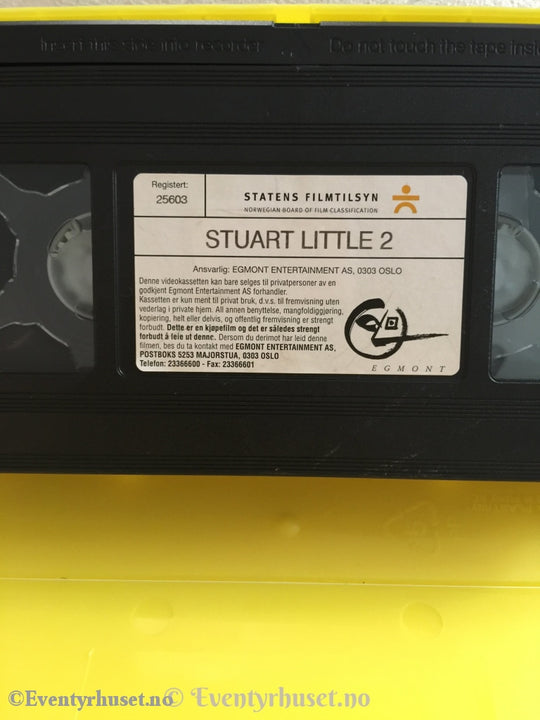 Insert this side into recorder
Do not touch the tape inside
Registert:
25603
STATENS FILMTILSYN
NORWEGIAN BOARD OF FILM CLASSIFICATION
STUART LITTLE 2
Ansvarlig: EGMONT ENTERTAINMENT AS, 0303 OSLO
Denne videokassetten kan bare selges til privatpersoner av en
godkjent Egmont Entertainment AS forhandler.
Kassetten er kun ment til privat bruk, d.v.s. til fremvisning uten
vederlag i private hjem. All annen benyttelse, mangfoldiggjøring,
kopiering, helt eller delvis, og offentlig fremvisning er strengt
forbudt. Dette er en kjøpefilm og det er således strengt
forbudt å leie ut denne. Dersom du derimot har leid denne
filmen, bes du ta kontakt med EGMONT ENTERTAINMENT AS,
POSTBOKS 5253 MAJORSTUA, 0303 OSLO
Telefon: 23366600 - Fax: 23366601
EGMONT
©Eventyrhuset.no © Eventyrhuset.no